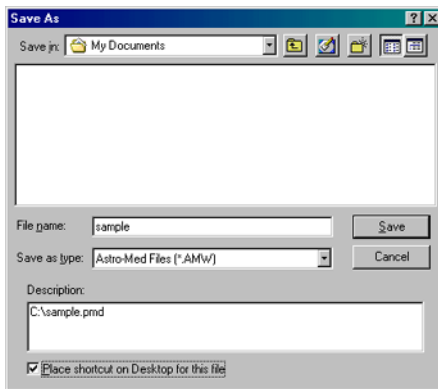 Save As
Save in: My Documents
File name: sample
Save
Save as type: Astro-Med Files (*.AMW)
Cancel
Description:
C:\sample.pmd
Place shortcut on Desktop for this file